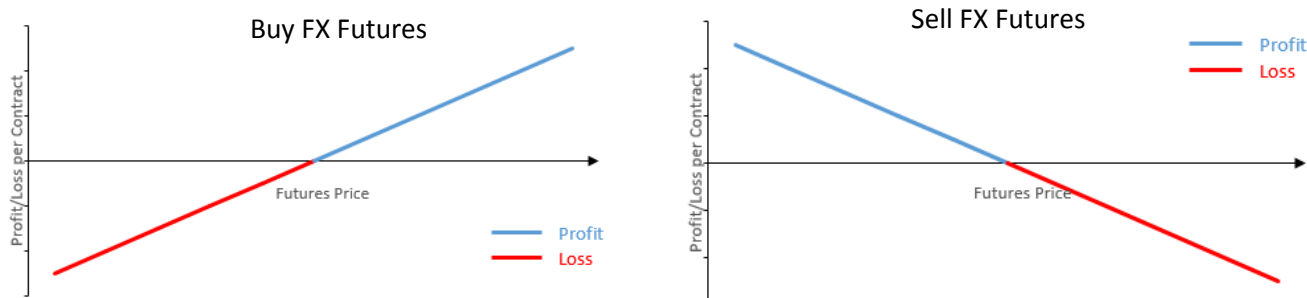 Buy FX Futures
Profit/Loss per Contract
Futures Price
Profit
Loss
Sell FX Futures
Profit/Loss per Contract
Futures Price
Profit
Loss